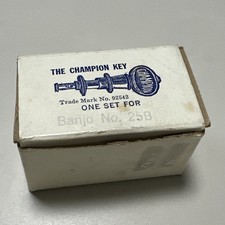 THE CHAMPION KEY
Trade Mark No. 92542
ONE SET FOR
Banjo No. 25B